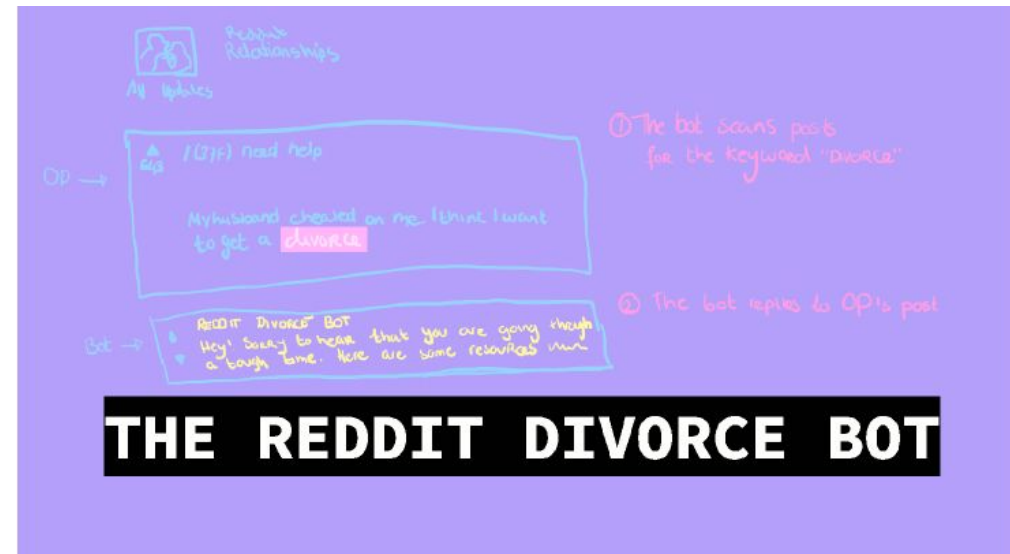 Reddit
Relationships
All Updates
① The bot scans posts
for the keyword "DIVORCE"
643
I (37F) need help
OP →
My husband cheated on me I think I want
to get a divorce
② The bot replies to OP's post
REDDIT DIVORCE BOT
Bot →
Hey! Sorry to hear that you are going though
a tough time. Here are some resources
THE REDDIT DIVORCE BOT